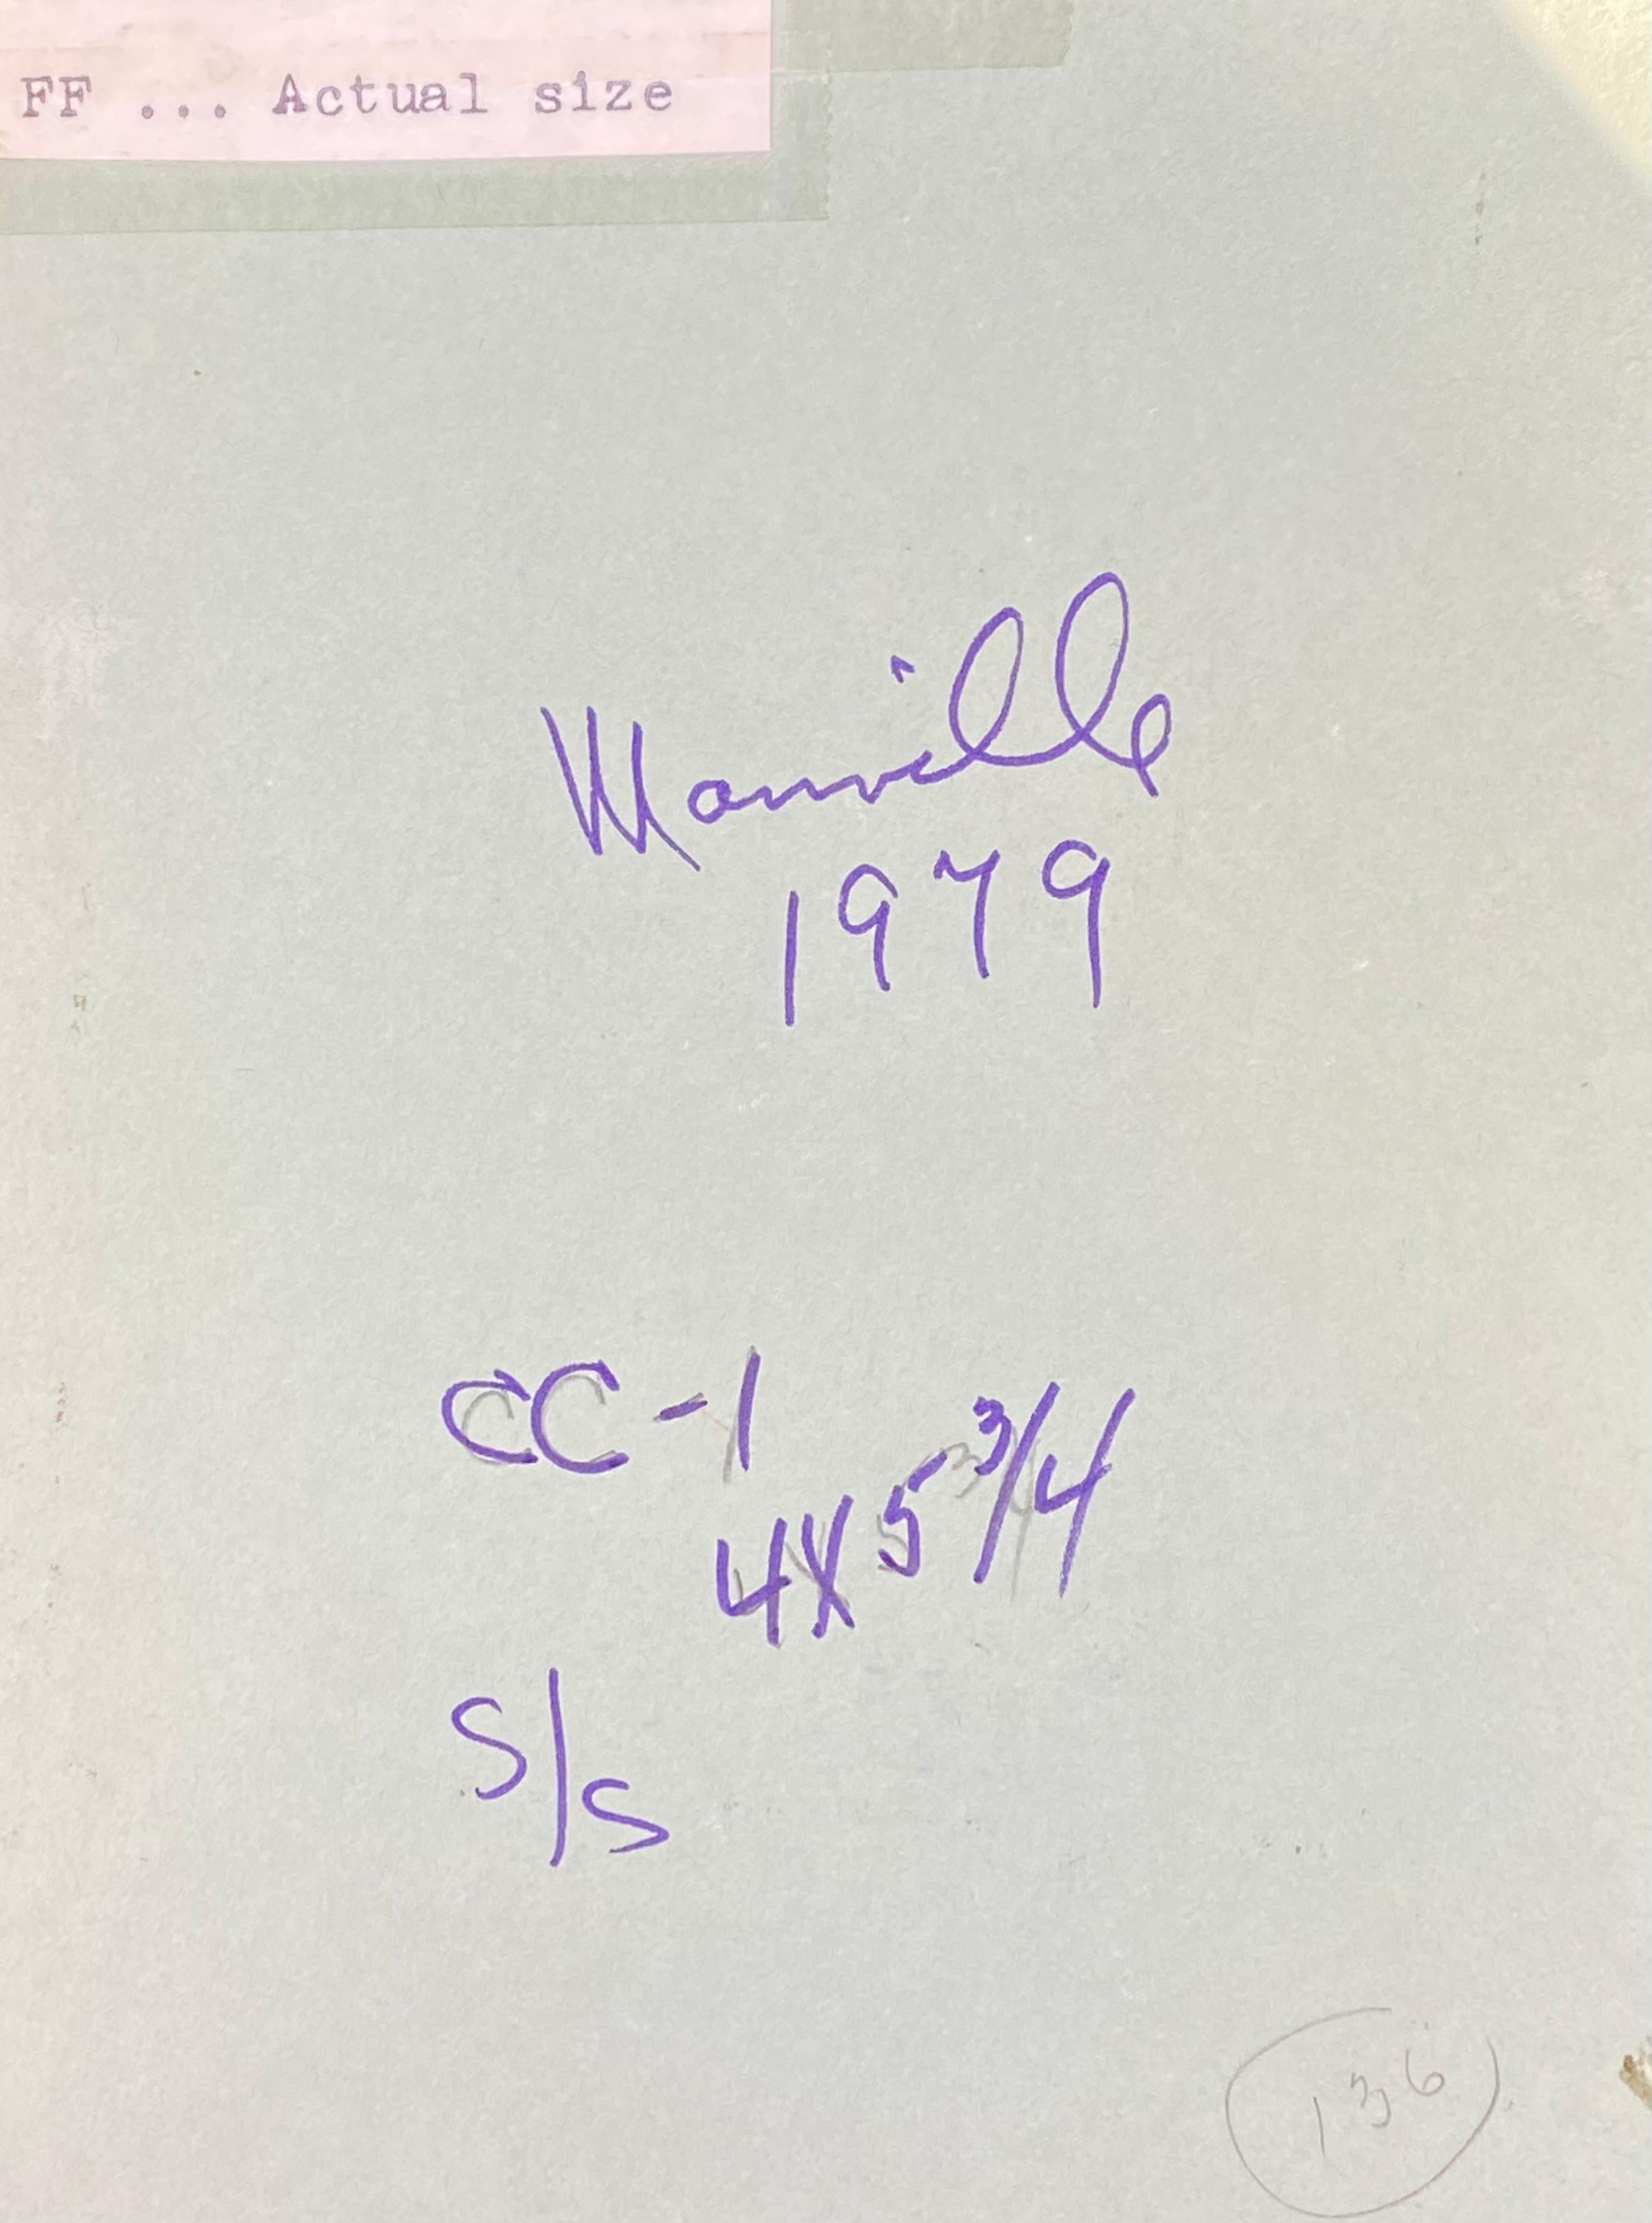 FF ... Actual size
Manville
1979
CC-1
4X5 3/4
S/S
136